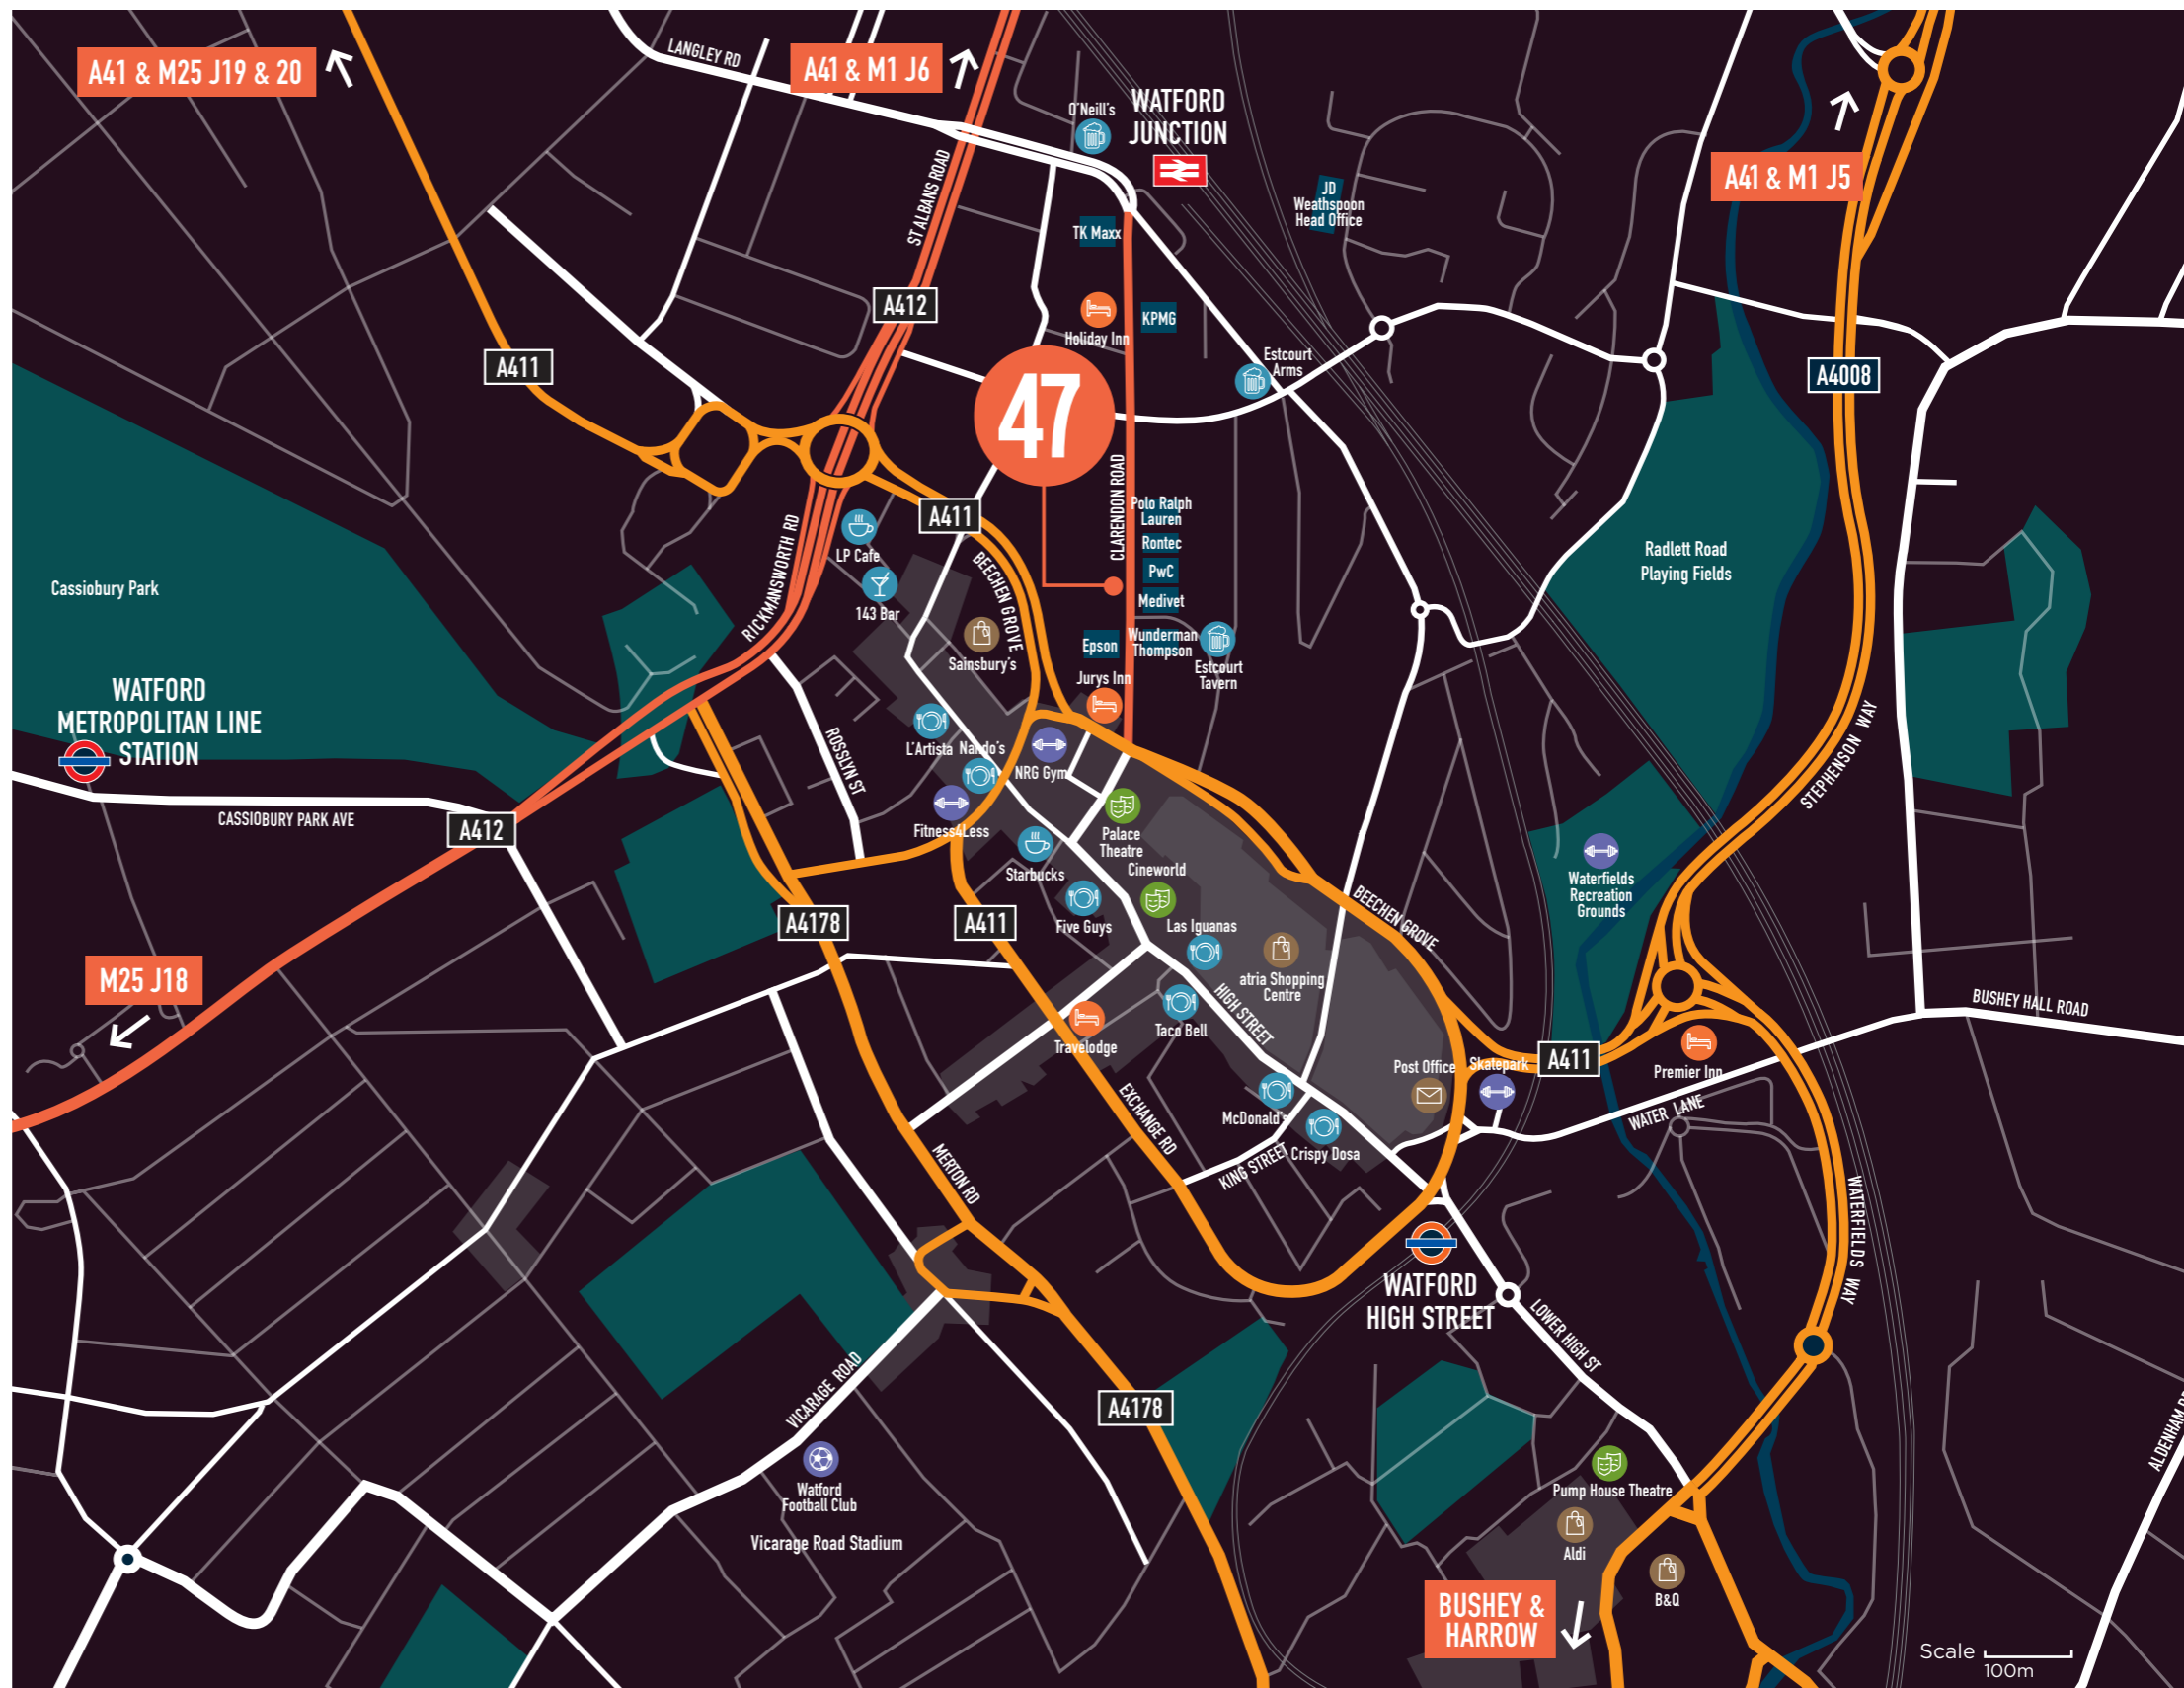 A41 & M25 J19 & 20
LANGLEY RD
A41 & M1 J6
O'Neill's
WATFORD
JUNCTION
A41 & M1 J5
JD
Weathspoon
Head Office
ST ALBANS ROAD
TK Maxx
A412
KPMG
Holiday Inn
A411
Estcourt
Arms
A4008
47
CLARENDON ROAD
A411
Polo Ralph
Lauren
Rontec
PwC
Medivet
RICKMANSWORTH RD
LP Cafe
143 Bar
BEECHEN GROVE
Sainsbury's
Epson
Wunderman
Thompson
Estcourt
Tavern
Jurys Inn
Radlett Road
Playing Fields
Cassiobury Park
WATFORD
METROPOLITAN LINE
STATION
CASSIOBURY PARK AVE
A412
ROSSLYN ST
L'Artista
Nando's
NRG Gym
Fitness4Less
Palace
Theatre
Cineworld
Starbucks
STEPHENSON WAY
Five Guys
Las Iguanas
BEECHEN GROVE
Waterfields
Recreation
Grounds
A4178
A411
atria Shopping
Centre
M25 J18
Taco Bell
HIGH STREET
Travelodge
BUSHEY HALL ROAD
Post Office
Skatepark
A411
Premier Inn
WATER LANE
McDonald's
Crispy Dosa
KING STREET
EXCHANGE RD
MERTON RD
WATERFIELDS WAY
WATFORD
HIGH STREET
LOWER HIGH ST
VICARAGE ROAD
A4178
Watford
Football Club
Vicarage Road Stadium
Pump House Theatre
Aldi
B&Q
BUSHEY &
HARROW
Scale
100m